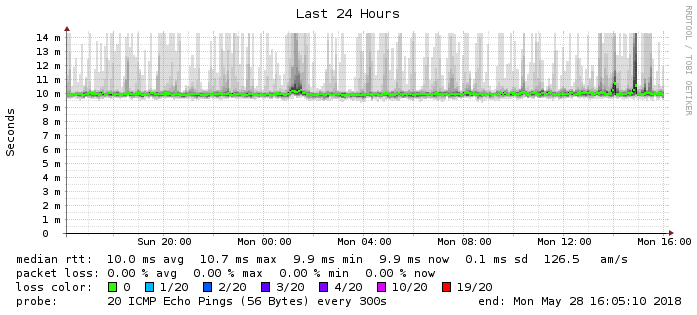 Last 24 Hours
RRDTOOL / TOBI OETIKER
Seconds
14 m
13 m
12 m
11 m
10 m
9 m
8 m
7 m
6 m
5 m
4 m
3 m
2 m
1 m
0
Sun 20:00 Mon 00:00 Mon 04:00 Mon 08:00 Mon 12:00 Mon 16:00
median rtt: 10.0 ms avg 10.7 ms max 9.9 ms min 9.9 ms now 0.1 ms sd 126.5 am/s
packet loss: 0.00 % avg 0.00 % max 0.00 % min 0.00 % now
loss color: 0 1/20 2/20 3/20 4/20 10/20 19/20
probe: 20 ICMP Echo Pings (56 Bytes) every 300s end: Mon May 28 16:05:10 2018